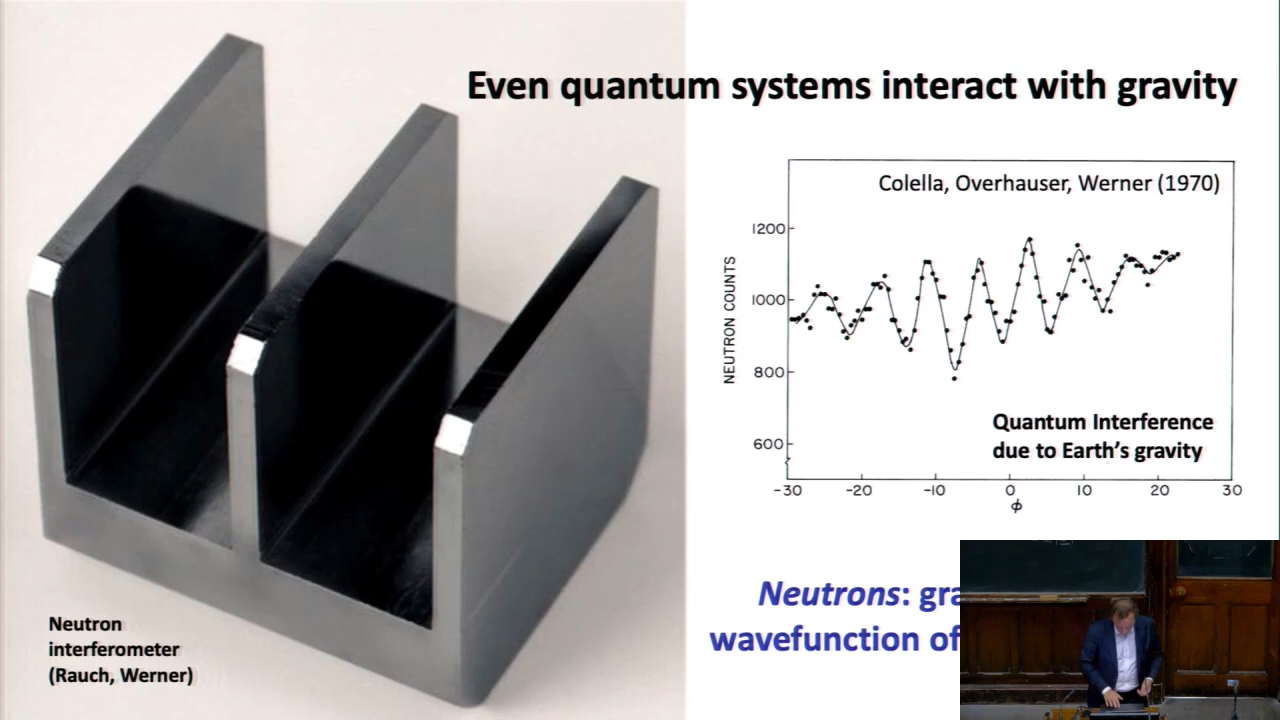 Even quantum systems interact with gravity
Colella, Overhauser, Werner (1970)
1200
1000
800
600
NEUTRON COUNTS
Quantum Interference
due to Earth's gravity
-30 -20 -10 0 10 20 30
ϕ
Neutrons:
wavefunction of
Neutron
interferometer
(Rauch, Werner)